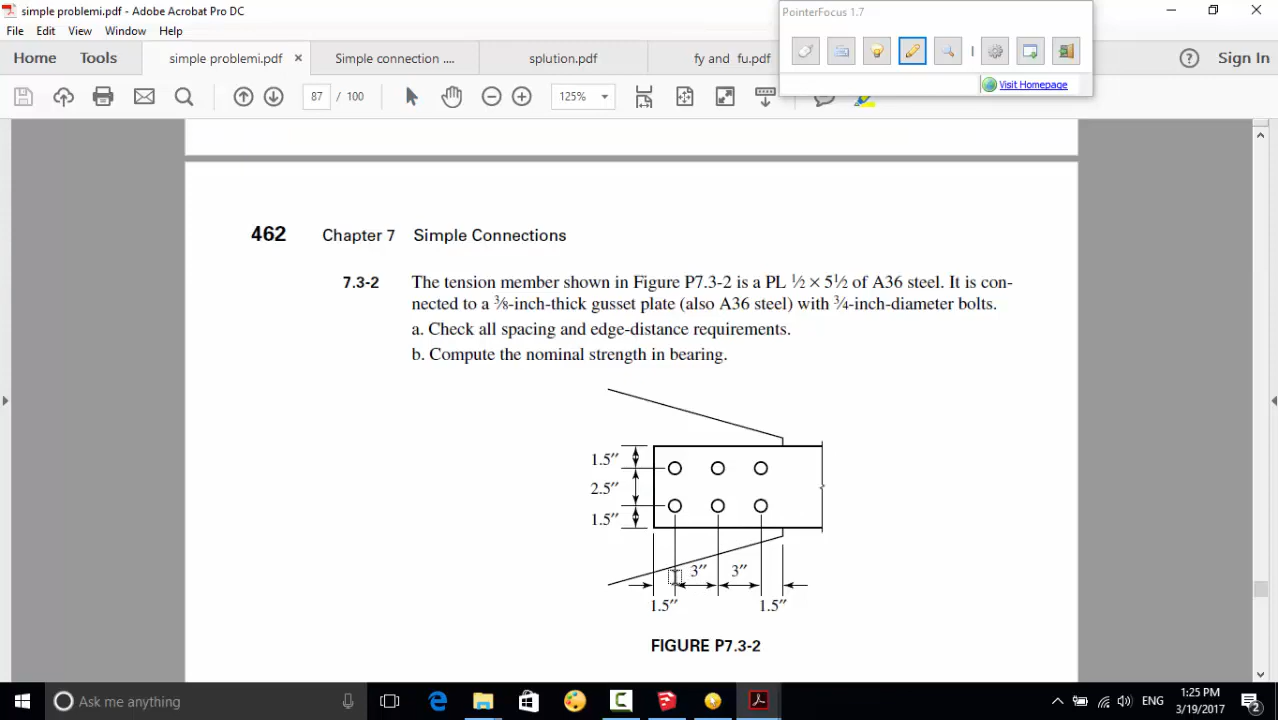 simple problemi.pdf - Adobe Acrobat Pro DC
PointerFocus 1.7
File Edit View Window Help
Home Tools simple problemi.pdf × Simpea connection .... splution.pdf fy and fu.pdf Sign In
Visit Homepage
87 / 100 125%
462 Chapter 7 Simple Connections
7.3-2 The tension member shown in Figure P7.3-2 is a PL ½ × 5½ of A36 steel. It is con-
nected to a ⅜-inch-thick gusset plate (also A36 steel) with ¾-inch-diameter bolts.
a. Check all spacing and edge-distance requirements.
b. Compute the nominal strength in bearing.
1.5″
2.5″
1.5″
3″ 3″
1.5″ 1.5″
FIGURE P7.3-2
Ask me anything
ENG
1:25 PM
3/19/2017
2